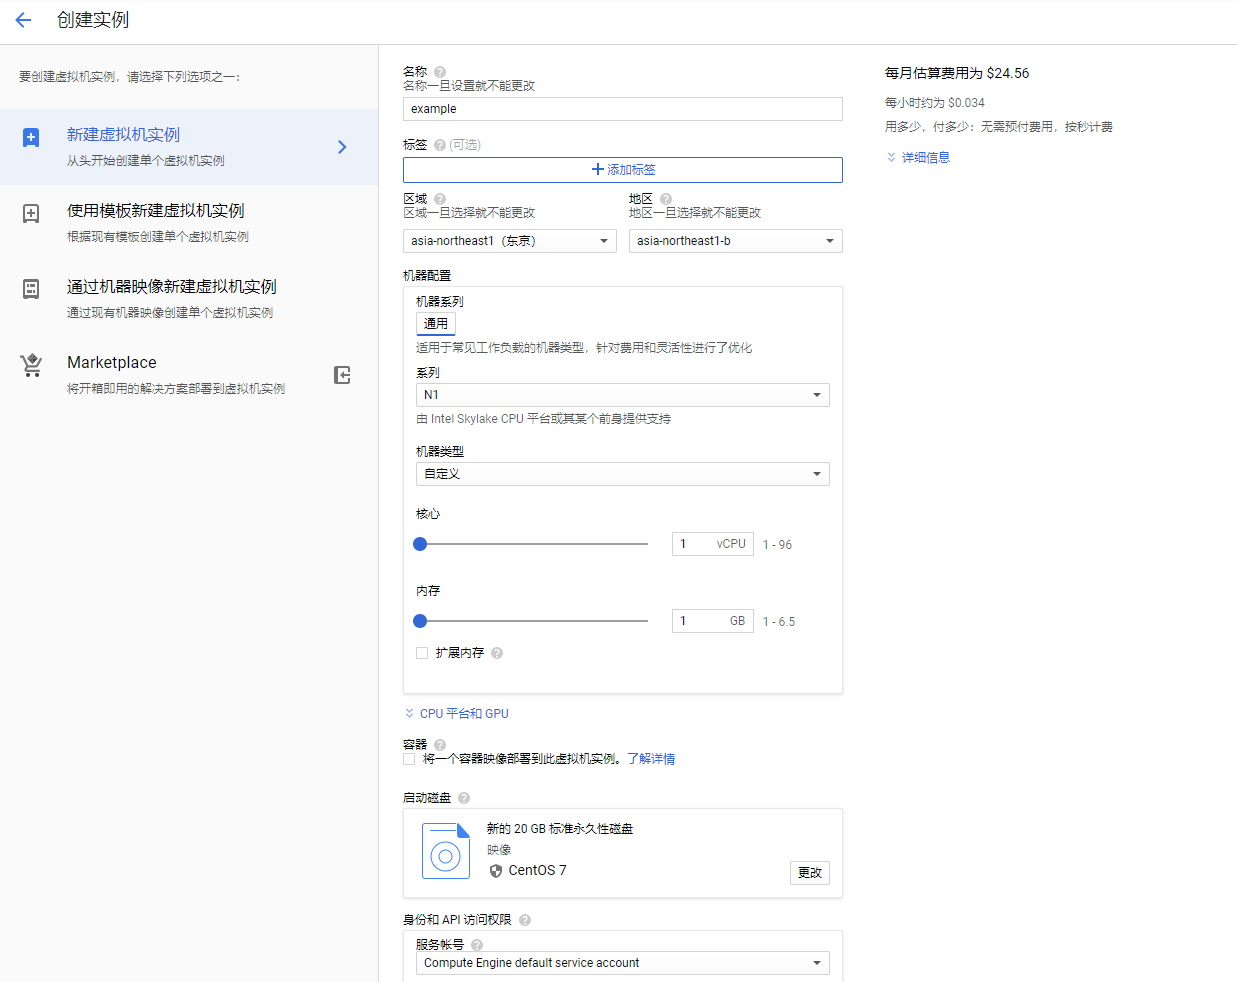 创建实例
要创建虚拟机实例，请选择下列选项之一：
新建虚拟机实例
从头开始创建单个虚拟机实例
使用模板新建虚拟机实例
根据现有模板创建单个虚拟机实例
通过机器映像新建虚拟机实例
通过现有机器映像创建单个虚拟机实例
Marketplace
将开箱即用的解决方案部署到虚拟机实例
名称
名称一旦设置就不能更改
example
标签 (可选)
添加标签
区域
区域一旦选择就不能更改
asia-northeast1（东京）
地区
地区一旦选择就不能更改
asia-northeast1-b
机器配置
机器系列
通用
适用于常见工作负载的机器类型，针对费用和灵活性进行了优化
系列
N1
由 Intel Skylake CPU 平台或其某个前身提供支持
机器类型
自定义
核心
1 vCPU 1 - 96
内存
1 GB 1 - 6.5
扩展内存
CPU 平台和 GPU
容器
将一个容器映像部署到此虚拟机实例。了解详情
启动磁盘
新的 20 GB 标准永久性磁盘
映像
CentOS 7
更改
身份和 API 访问权限
服务帐号
Compute Engine default service account
每月估算费用为 $24.56
每小时约为 $0.034
用多少，付多少：无需预付费用，按秒计费
详细信息